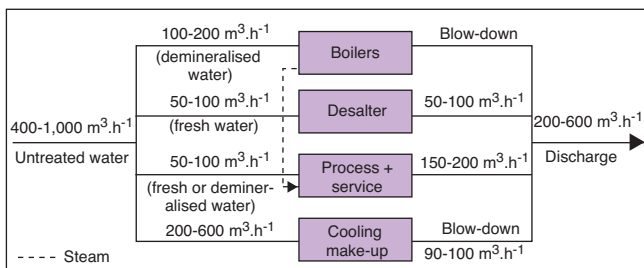 100-200 m³.h⁻¹
(demineralised
water)
Boilers
Blow-down
50-100 m³.h⁻¹
(fresh water)
Desalter
50-100 m³.h⁻¹
400-1,000 m³.h⁻¹
Untreated water
200-600 m³.h⁻¹
Discharge
50-100 m³.h⁻¹
(fresh or deminer-
alised water)
Process +
service
150-200 m³.h⁻¹
200-600 m³.h⁻¹
Cooling
make-up
Blow-down
90-100 m³.h⁻¹
Steam